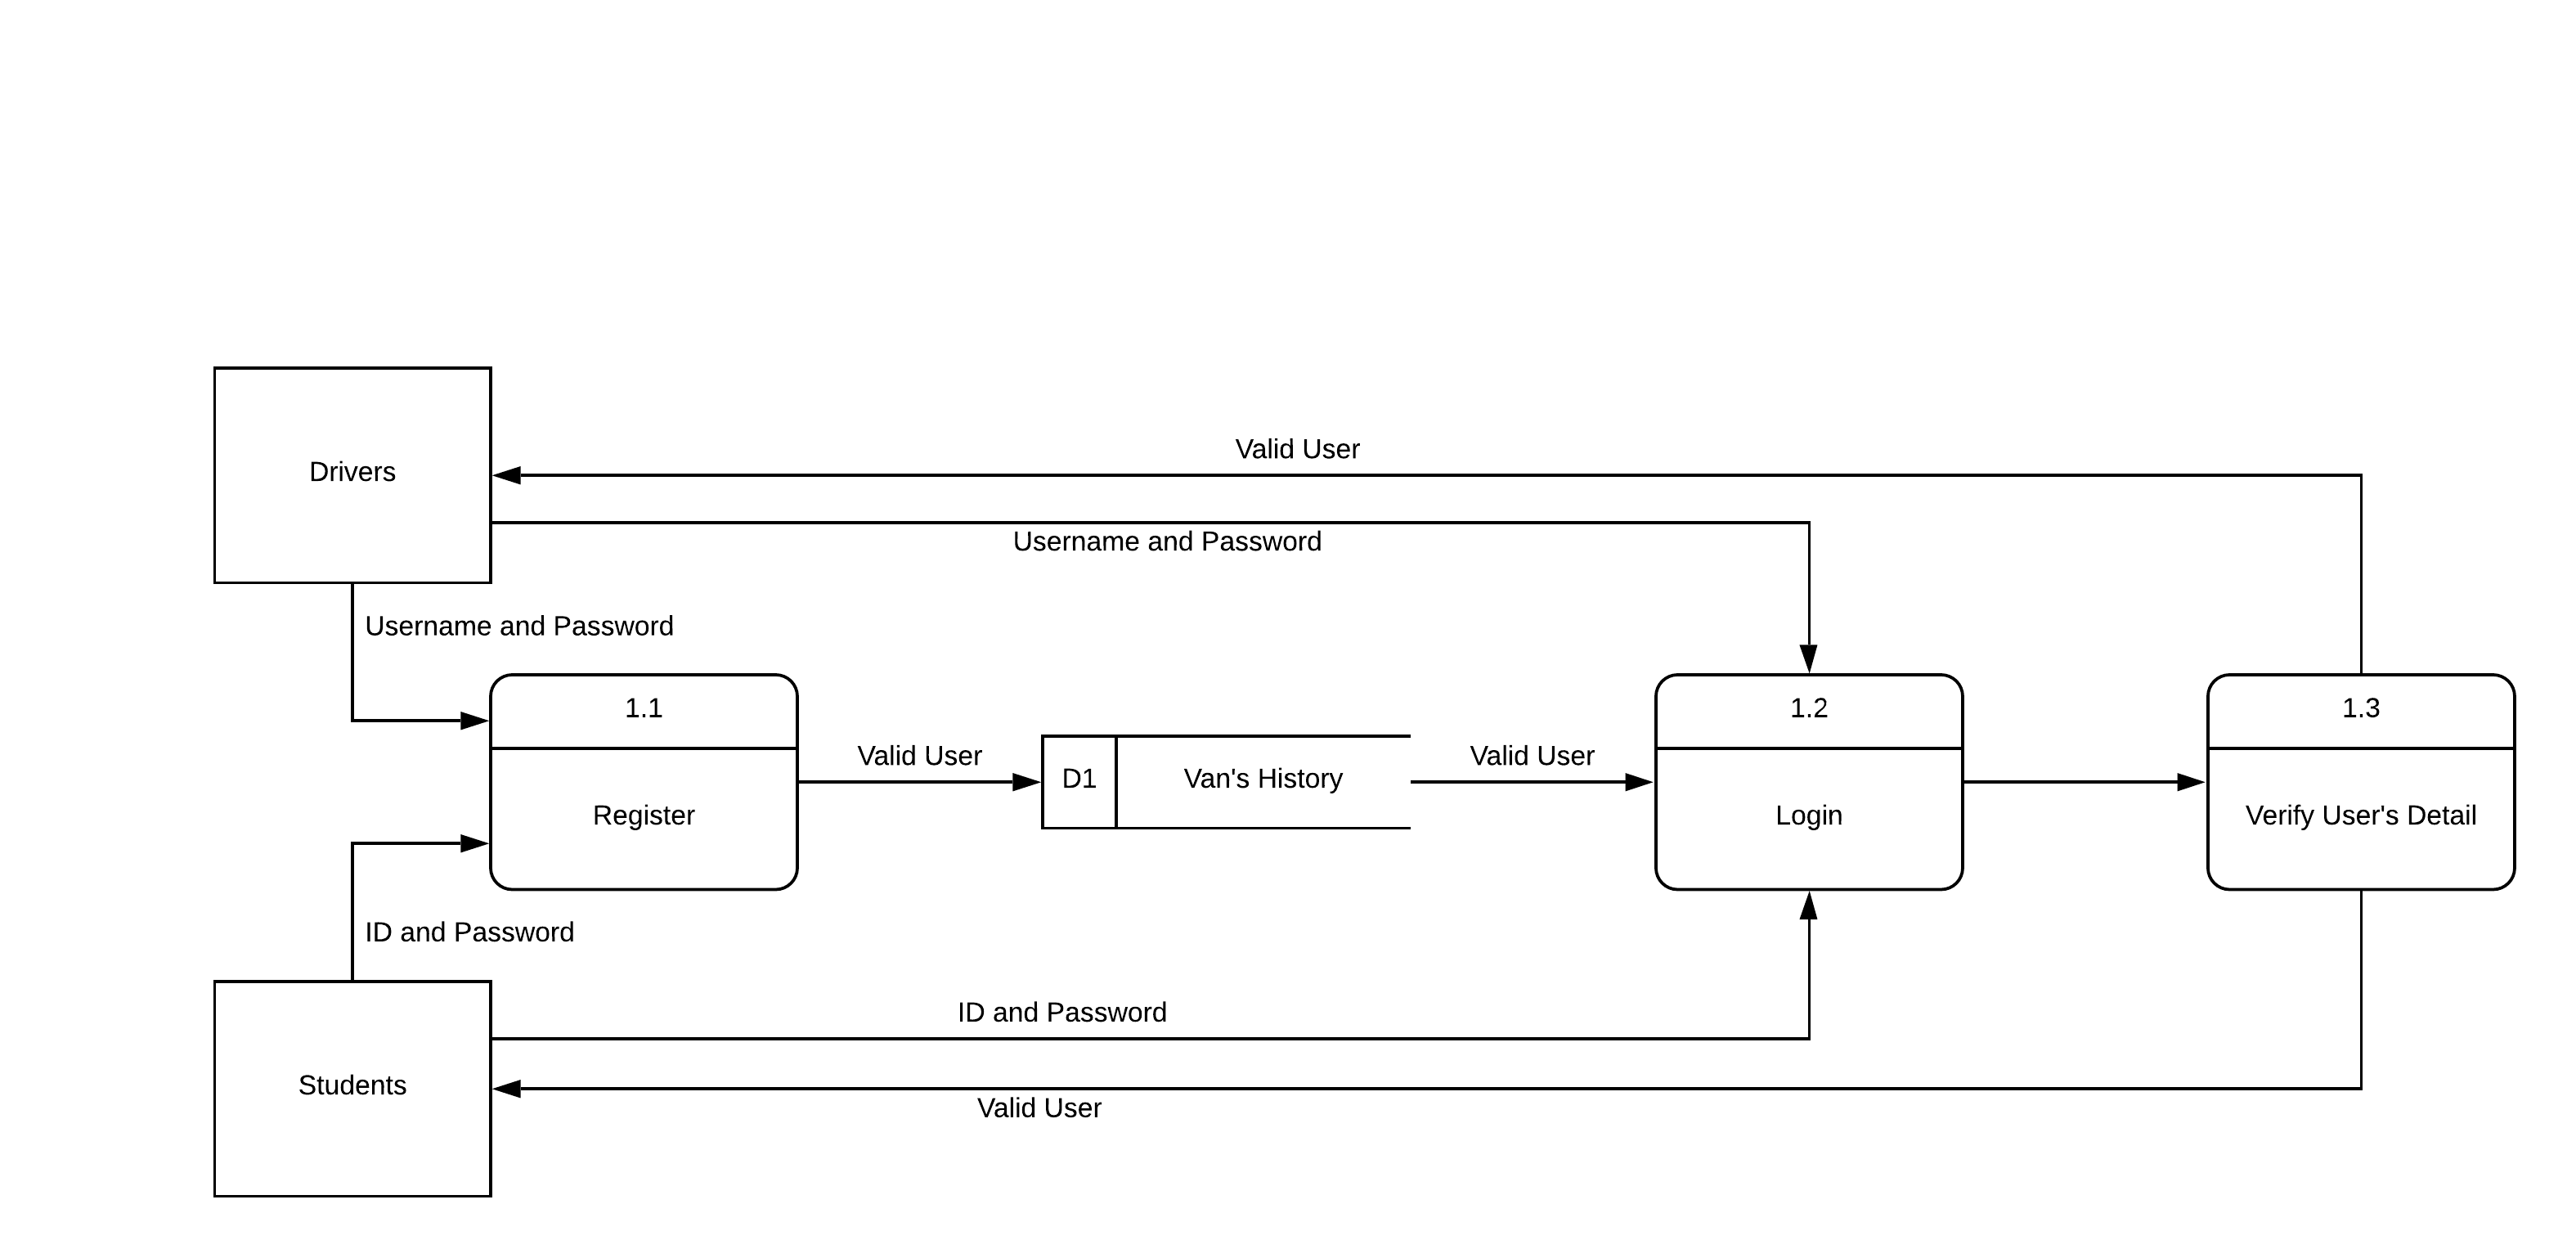 Valid User
Drivers
Username and Password
Username and Password
1.1
1.2
1.3
Valid User
Valid User
D1
Van's History
Register
Login
Verify User's Detail
ID and Password
ID and Password
Students
Valid User